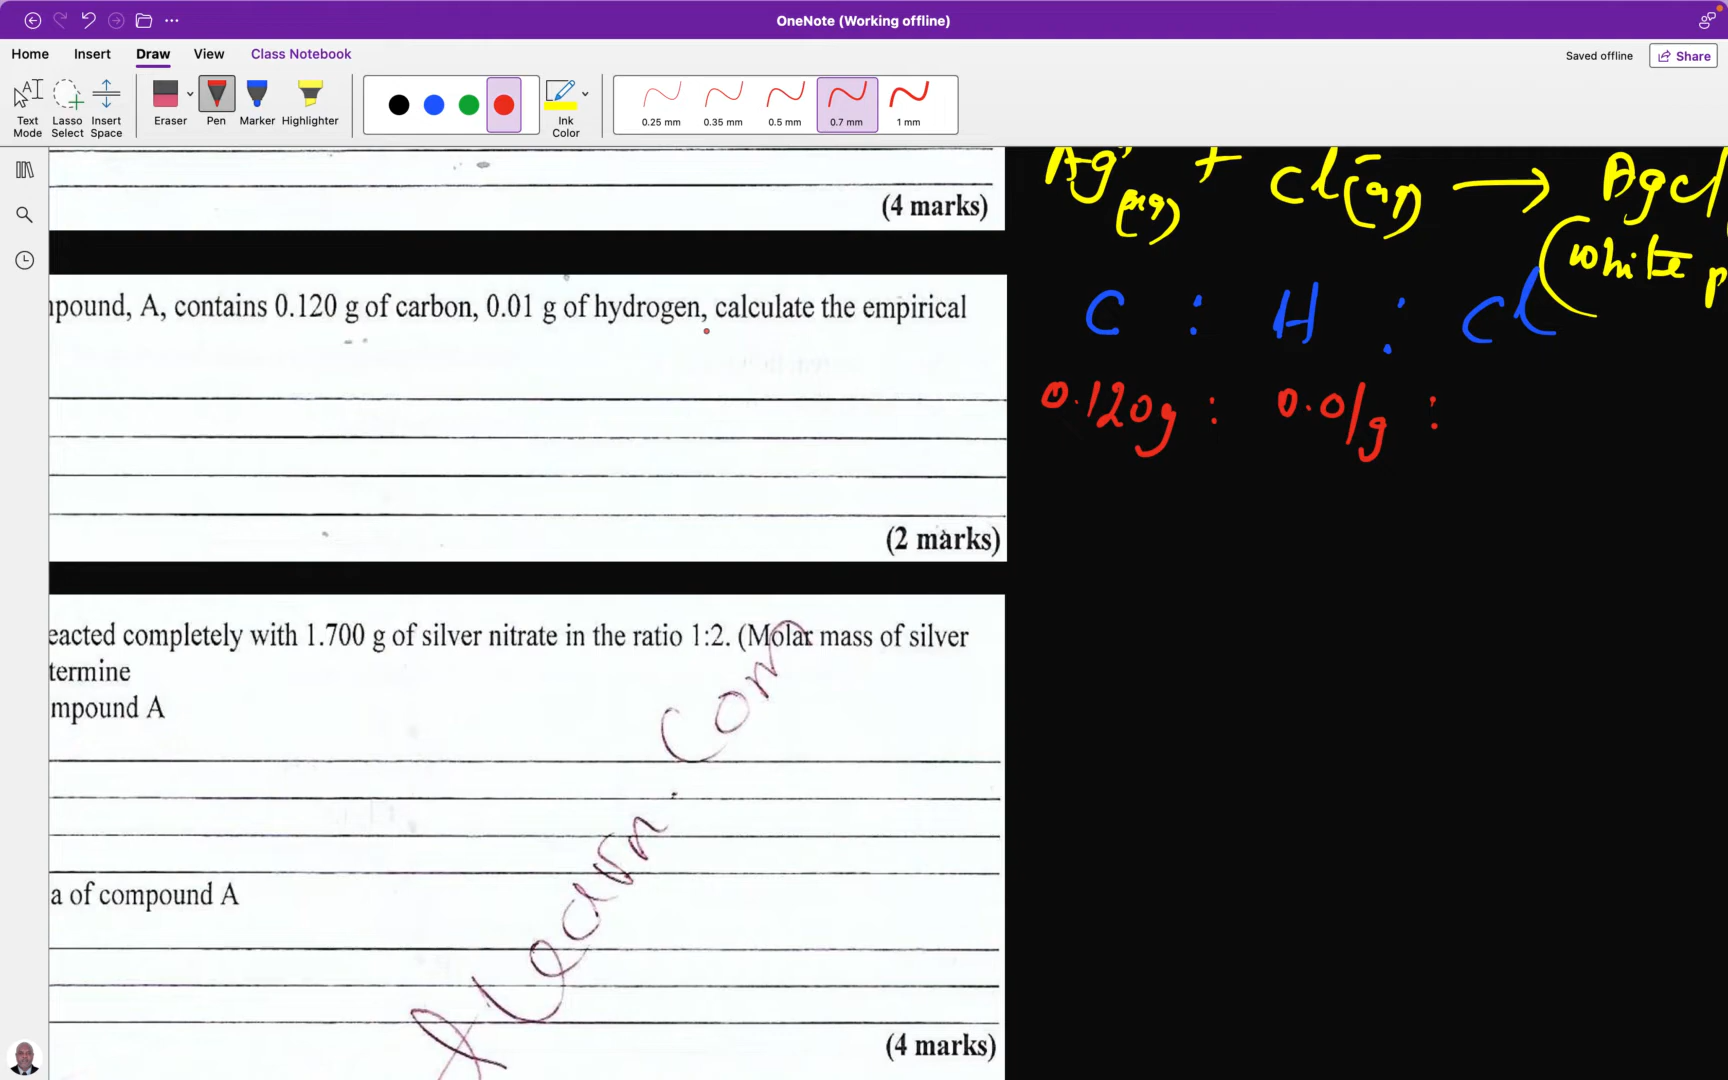 OneNote (Working offline)
Home Insert Draw View Class Notebook
Saved offline
Share
Text Mode
Lasso Select
Insert Space
Eraser
Pen
Marker
Highlighter
Ink Color
0.25 mm
0.35 mm
0.5 mm
0.7 mm
1 mm
(4 marks)
pound, A, contains 0.120 g of carbon, 0.01 g of hydrogen, calculate the empirical
(2 marks)
eacted completely with 1.700 g of silver nitrate in the ratio 1:2. (Molar mass of silver
termine
mpound A
a of compound A
(4 marks)
Ag+(aq) + Cl-(aq) → AgCl
(white p
C : H : Cl
0.120g : 0.01g :